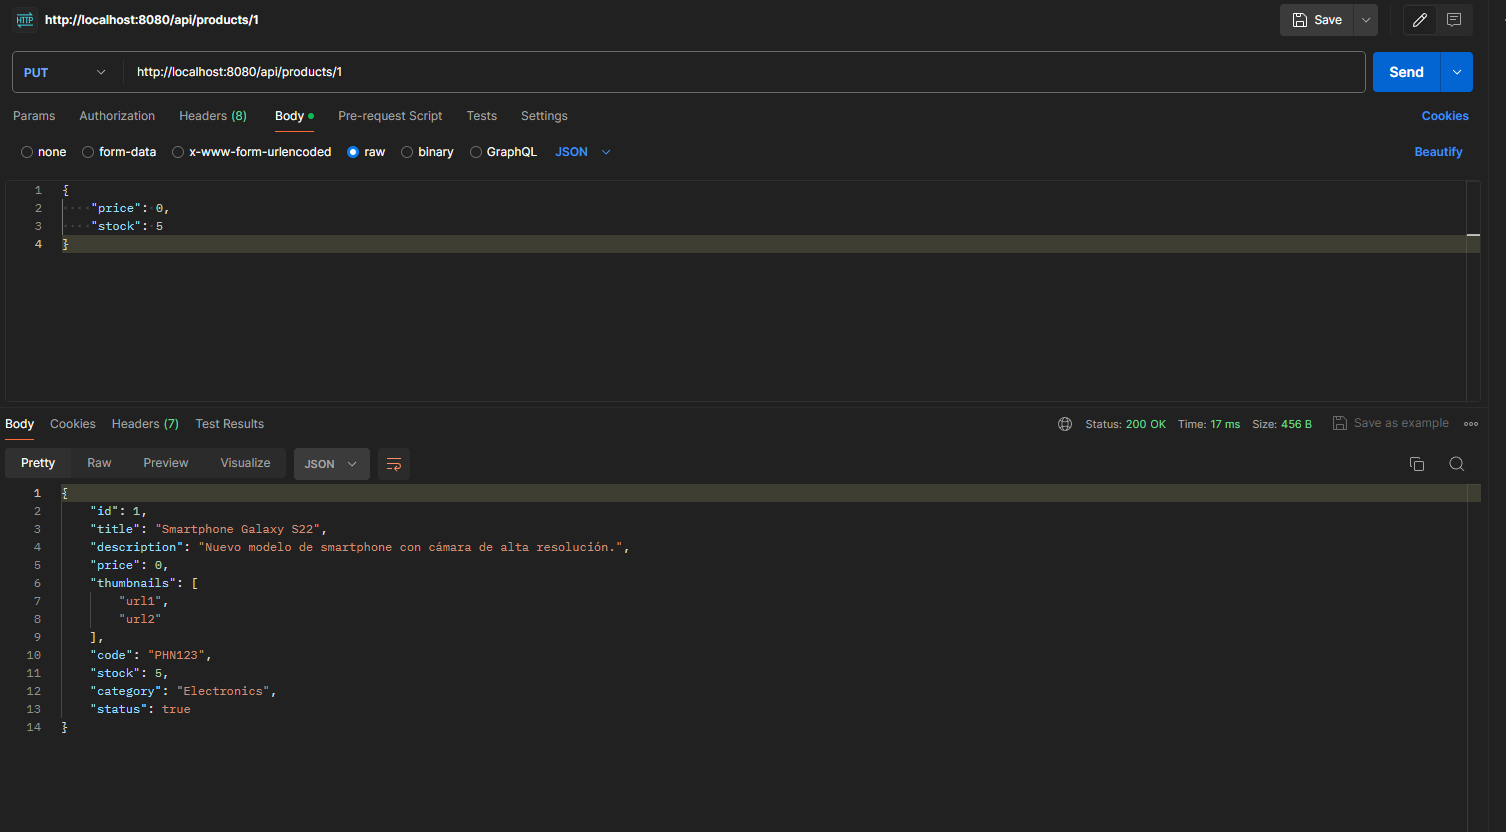 HTTP http://localhost:8080/api/products/1 Save
PUT http://localhost:8080/api/products/1 Send
Params Authorization Headers (8) Body Pre-request Script Tests Settings Cookies
none form-data x-www-form-urlencoded raw binary GraphQL JSON Beautify
1 {
2 "price": 0,
3 "stock": 5
4 }
Body Cookies Headers (7) Test Results Status: 200 OK Time: 17 ms Size: 456 B Save as example
Pretty Raw Preview Visualize JSON
1 {
2 "id": 1,
3 "title": "Smartphone Galaxy S22",
4 "description": "Nuevo modelo de smartphone con cámara de alta resolución.",
5 "price": 0,
6 "thumbnails": [
7 "url1",
8 "url2"
9 ],
10 "code": "PHN123",
11 "stock": 5,
12 "category": "Electronics",
13 "status": true
14 }